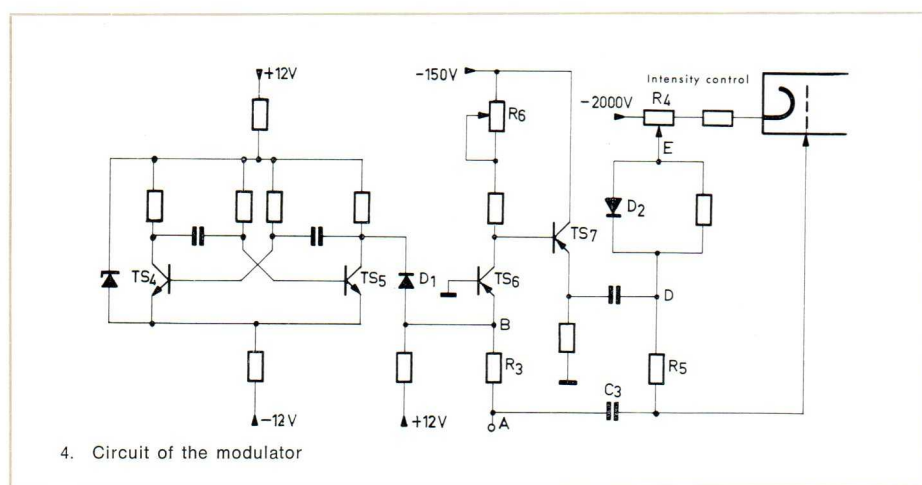 +12V
-150V
Intensity control
-2000V
R4
R6
E
D2
TS7
TS4
TS5
D1
TS6
D
B
R3
R5
C3
-12V
+12V
A
4. Circuit of the modulator